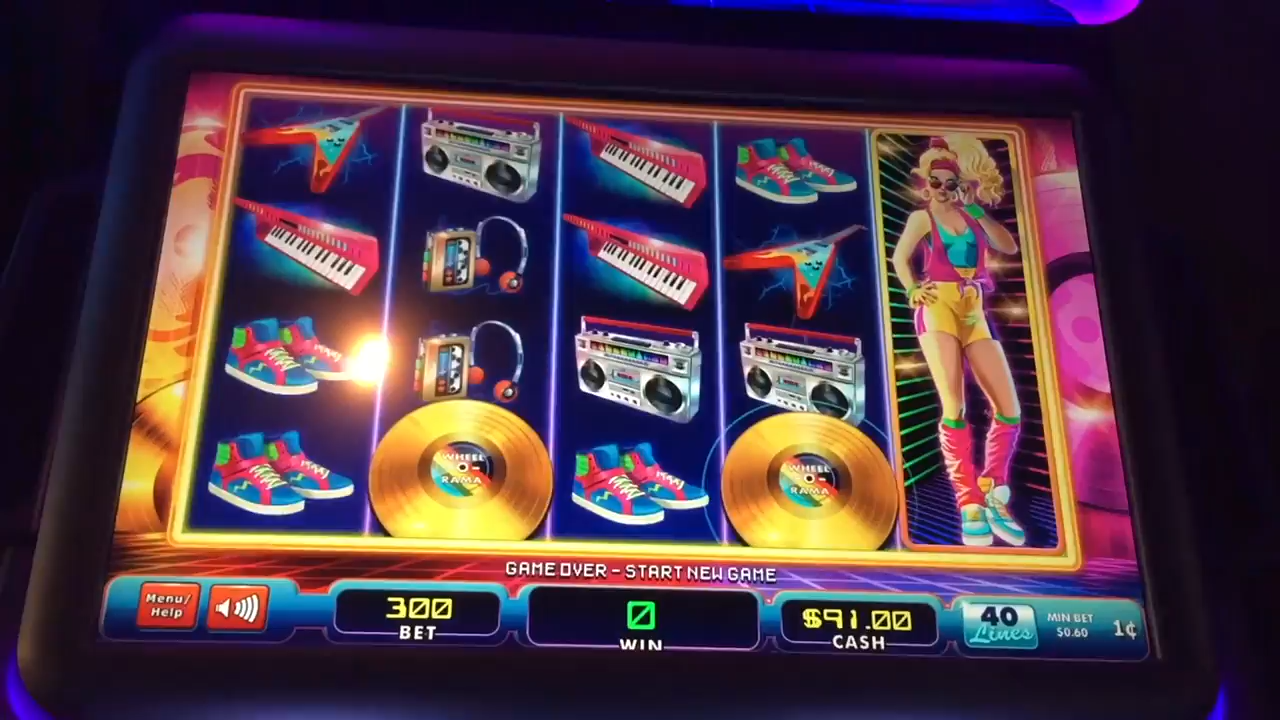 WHEEL
O-
RAMA
WHEEL
O-
RAMA
GAME OVER - START NEW GAME
Menu/
Help
300
BET
0
WIN
$91.00
CASH
40
Lines
MIN BET
$0.60
1¢